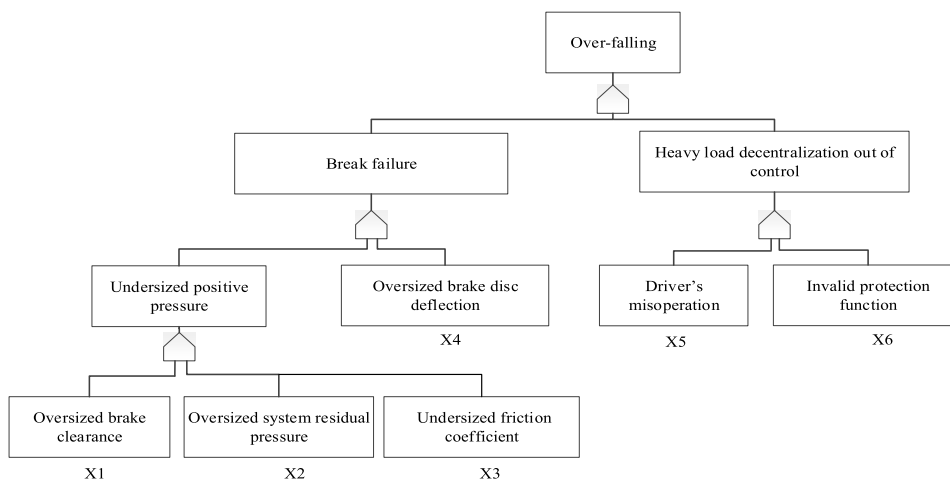 Over-falling
Break failure
Heavy load decentralization out of
control
Undersized positive
pressure
Oversized brake disc
deflection
Driver's
misoperation
Invalid protection
function
X4
X5
X6
Oversized brake
clearance
Oversized system residual
pressure
Undersized friction
coefficient
X1
X2
X3